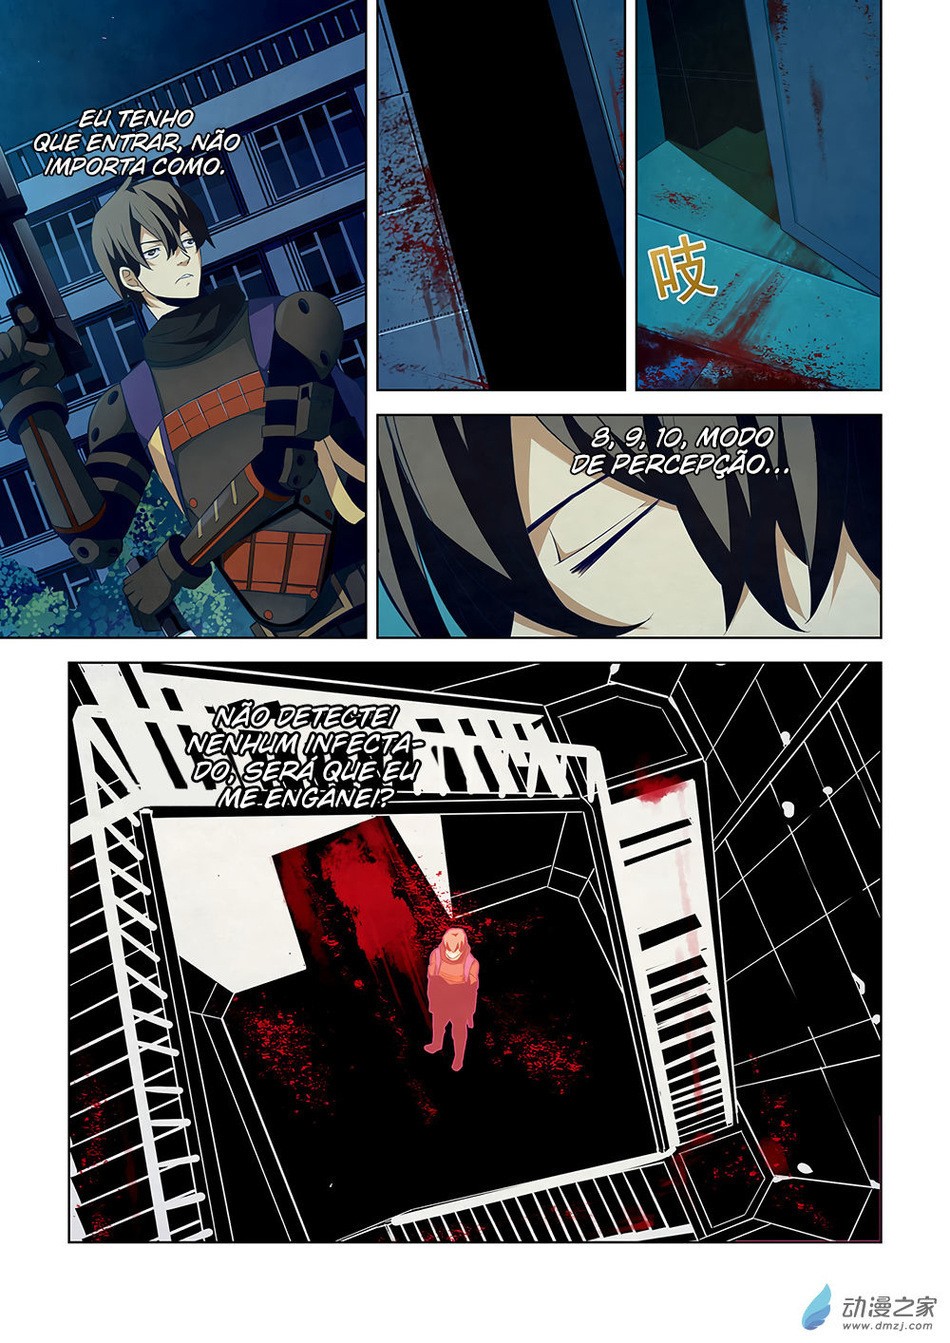 EU TENHO
QUE ENTRAR, NÃO
IMPORTA COMO.
吱
8, 9, 10, MODO
DE PERCEPÇÃO...
NÃO DETECTEI
NENHUM INFECTA-
DO, SERÁ QUE EU
ME ENGANEI?
动漫之家
www.dmzj.com